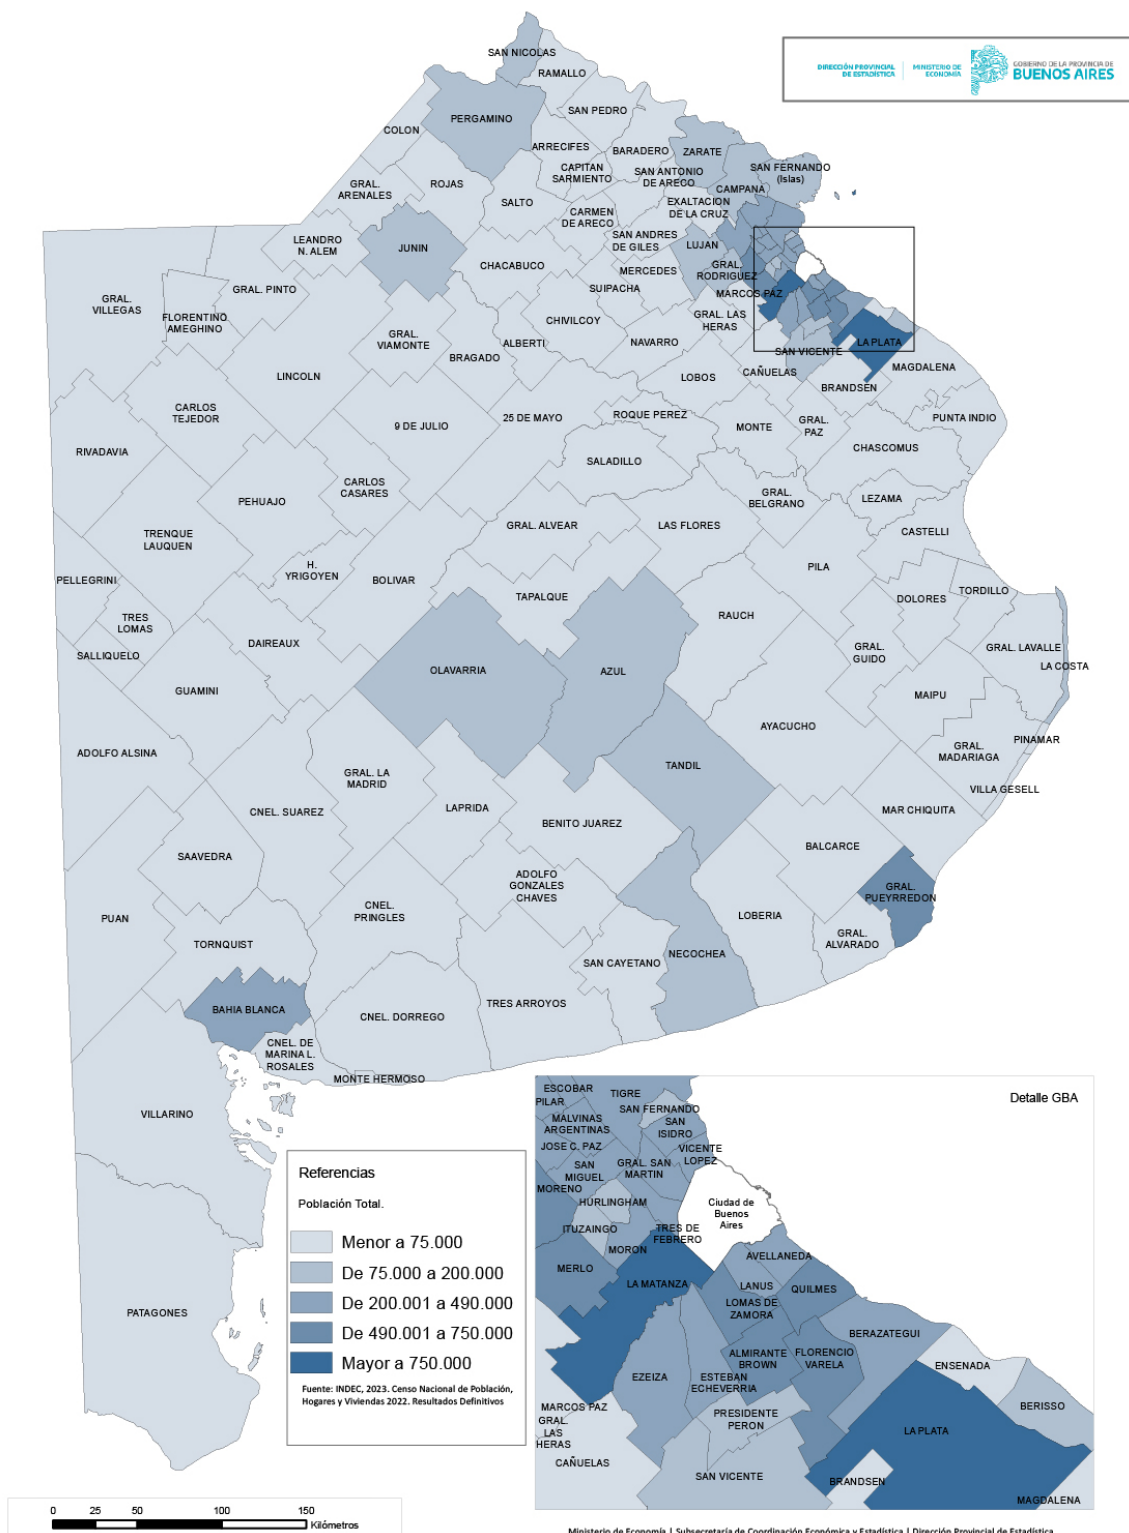 DIRECCIÓN PROVINCIAL
DE ESTADÍSTICA
MINISTERIO DE
ECONOMÍA
GOBIERNO DE LA PROVINCIA DE
BUENOS AIRES
SAN NICOLAS
RAMALLO
SAN PEDRO
PERGAMINO
COLON
ARRECIFES
BARADERO
ZARATE
CAPITAN
SARMIENTO
SAN ANTONIO
DE ARECO
SAN FERNANDO
(Islas)
CAMPANA
GRAL.
ARENALES
ROJAS
SALTO
CARMEN
DE ARECO
EXALTACION
DE LA CRUZ
LEANDRO
N. ALEM
JUNIN
SAN ANDRES
DE GILES
LUJAN
CHACABUCO
MERCEDES
GRAL.
RODRIGUEZ
SUIPACHA
MARCOS PAZ
GRAL.
VILLEGAS
FLORENTINO
AMEGHINO
GRAL. PINTO
GRAL.
VIAMONTE
CHIVILCOY
GRAL. LAS
HERAS
BRAGADO
ALBERTI
NAVARRO
SAN VICENTE
LA PLATA
LINCOLN
LOBOS
CAÑUELAS
BRANDSEN
MAGDALENA
CARLOS
TEJEDOR
9 DE JULIO
25 DE MAYO
ROQUE PEREZ
MONTE
GRAL.
PAZ
PUNTA INDIO
RIVADAVIA
SALADILLO
CHASCOMUS
PEHUAJO
CARLOS
CASARES
GRAL.
BELGRANO
LEZAMA
TRENQUE
LAUQUEN
GRAL. ALVEAR
LAS FLORES
CASTELLI
PELLEGRINI
H.
YRIGOYEN
BOLIVAR
PILA
TAPALQUE
DOLORES
TORDILLO
TRES
LOMAS
RAUCH
SALLIQUELO
DAIREAUX
GRAL.
GUIDO
GRAL. LAVALLE
LA COSTA
OLAVARRIA
AZUL
GUAMINI
MAIPU
AYACUCHO
ADOLFO ALSINA
GRAL. LA
MADRID
TANDIL
GRAL.
MADARIAGA
PINAMAR
VILLA GESELL
CNEL. SUAREZ
LAPRIDA
BENITO JUAREZ
MAR CHIQUITA
SAAVEDRA
BALCARCE
ADOLFO
GONZALES
CHAVES
GRAL.
PUEYRREDON
PUAN
CNEL.
PRINGLES
LOBERIA
GRAL.
ALVARADO
TORNQUIST
NECOCHEA
SAN CAYETANO
BAHIA BLANCA
CNEL. DORREGO
TRES ARROYOS
CNEL. DE
MARINA L.
ROSALES
MONTE HERMOSO
VILLARINO
PATAGONES
Referencias
Población Total.
Menor a 75.000
De 75.000 a 200.000
De 200.001 a 490.000
De 490.001 a 750.000
Mayor a 750.000
Fuente: INDEC, 2023. Censo Nacional de Población,
Hogares y Viviendas 2022. Resultados Definitivos
0 25 50 100 150
Kilómetros
Detalle GBA
ESCOBAR
PILAR
TIGRE
SAN FERNANDO
MALVINAS
ARGENTINAS
SAN
ISIDRO
JOSE C. PAZ
VICENTE
LOPEZ
SAN
MIGUEL
GRAL. SAN
MARTIN
MORENO
HURLINGHAM
Ciudad de
Buenos
Aires
ITUZAINGO
TRES DE
FEBRERO
MORON
AVELLANEDA
MERLO
LA MATANZA
LANUS
QUILMES
LOMAS DE
ZAMORA
BERAZATEGUI
ALMIRANTE
BROWN
FLORENCIO
VARELA
ENSENADA
EZEIZA
ESTEBAN
ECHEVERRIA
BERISSO
MARCOS PAZ
GRAL.
LAS
HERAS
PRESIDENTE
PERON
LA PLATA
CAÑUELAS
SAN VICENTE
BRANDSEN
MAGDALENA
Ministerio de Economía | Subsecretaría de Coordinación Económica y Estadística | Dirección Provincial de Estadística